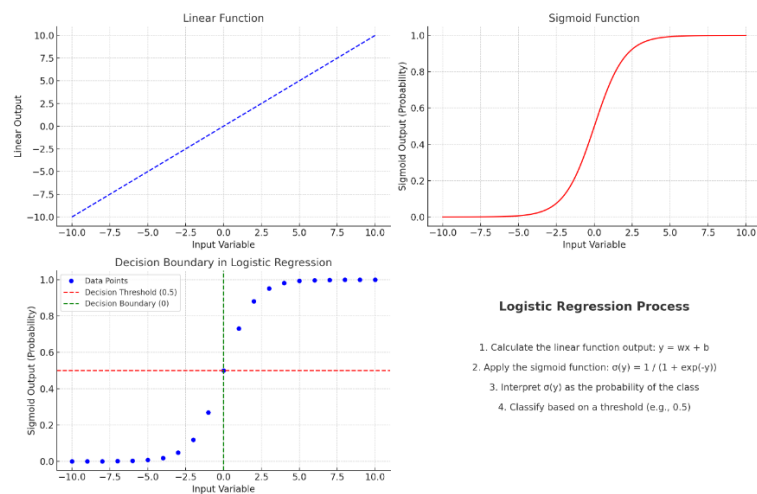 Linear Function
10.0
7.5
5.0
2.5
0.0
−2.5
−5.0
−7.5
−10.0
Linear Output
−10.0 −7.5 −5.0 −2.5 0.0 2.5 5.0 7.5 10.0
Input Variable
Sigmoid Function
1.0
0.8
0.6
0.4
0.2
0.0
Sigmoid Output (Probability)
−10.0 −7.5 −5.0 −2.5 0.0 2.5 5.0 7.5 10.0
Input Variable
Decision Boundary in Logistic Regression
Data Points
Decision Threshold (0.5)
Decision Boundary (0)
1.0
0.8
0.6
0.4
0.2
0.0
Sigmoid Output (Probability)
−10.0 −7.5 −5.0 −2.5 0.0 2.5 5.0 7.5 10.0
Input Variable
Logistic Regression Process
1. Calculate the linear function output: y = wx + b
2. Apply the sigmoid function: σ(y) = 1 / (1 + exp(-y))
3. Interpret σ(y) as the probability of the class
4. Classify based on a threshold (e.g., 0.5)